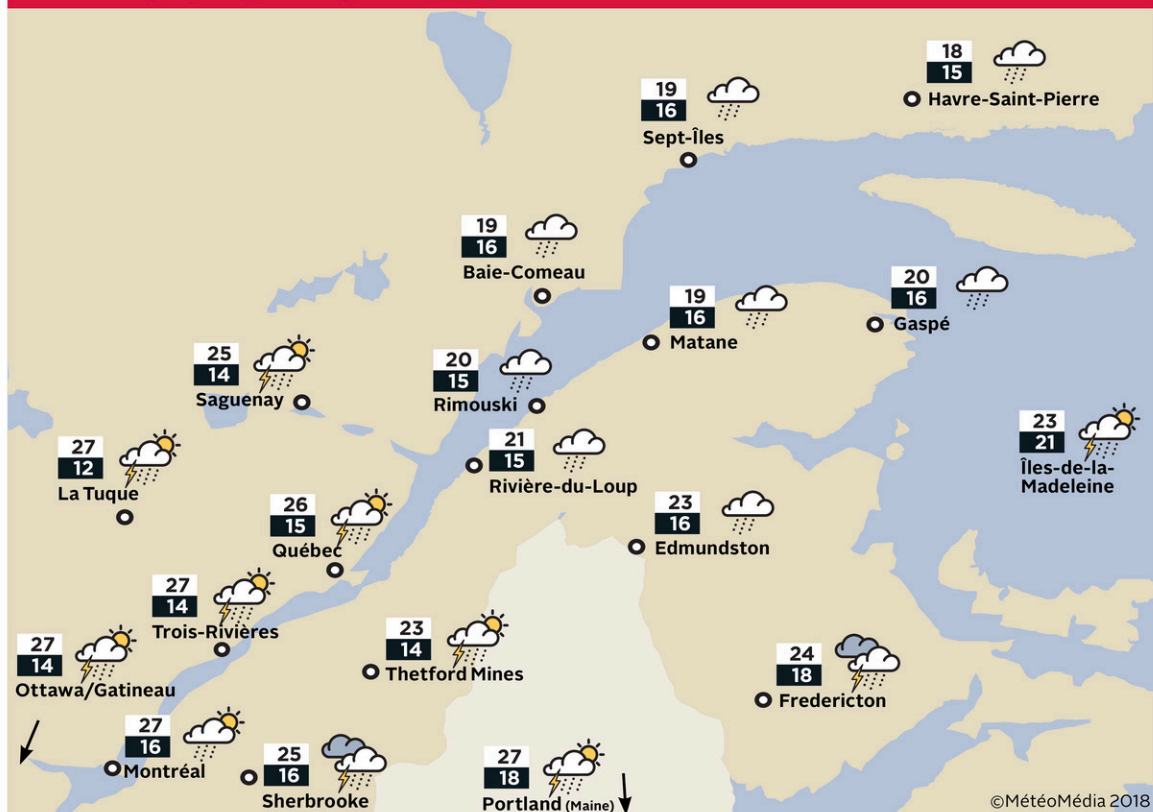 18
15
Havre-Saint-Pierre
19
16
Sept-Îles
19
16
Baie-Comeau
19
16
Matane
20
16
Gaspé
25
14
Saguenay
20
15
Rimouski
23
21
Îles-de-la-
Madeleine
27
12
La Tuque
21
15
Rivière-du-Loup
26
15
Québec
23
16
Edmundston
27
14
Trois-Rivières
27
14
Ottawa/Gatineau
23
14
Thetford Mines
24
18
Fredericton
27
16
Montréal
25
16
Sherbrooke
27
18
Portland (Maine)
©MétéoMédia 2018